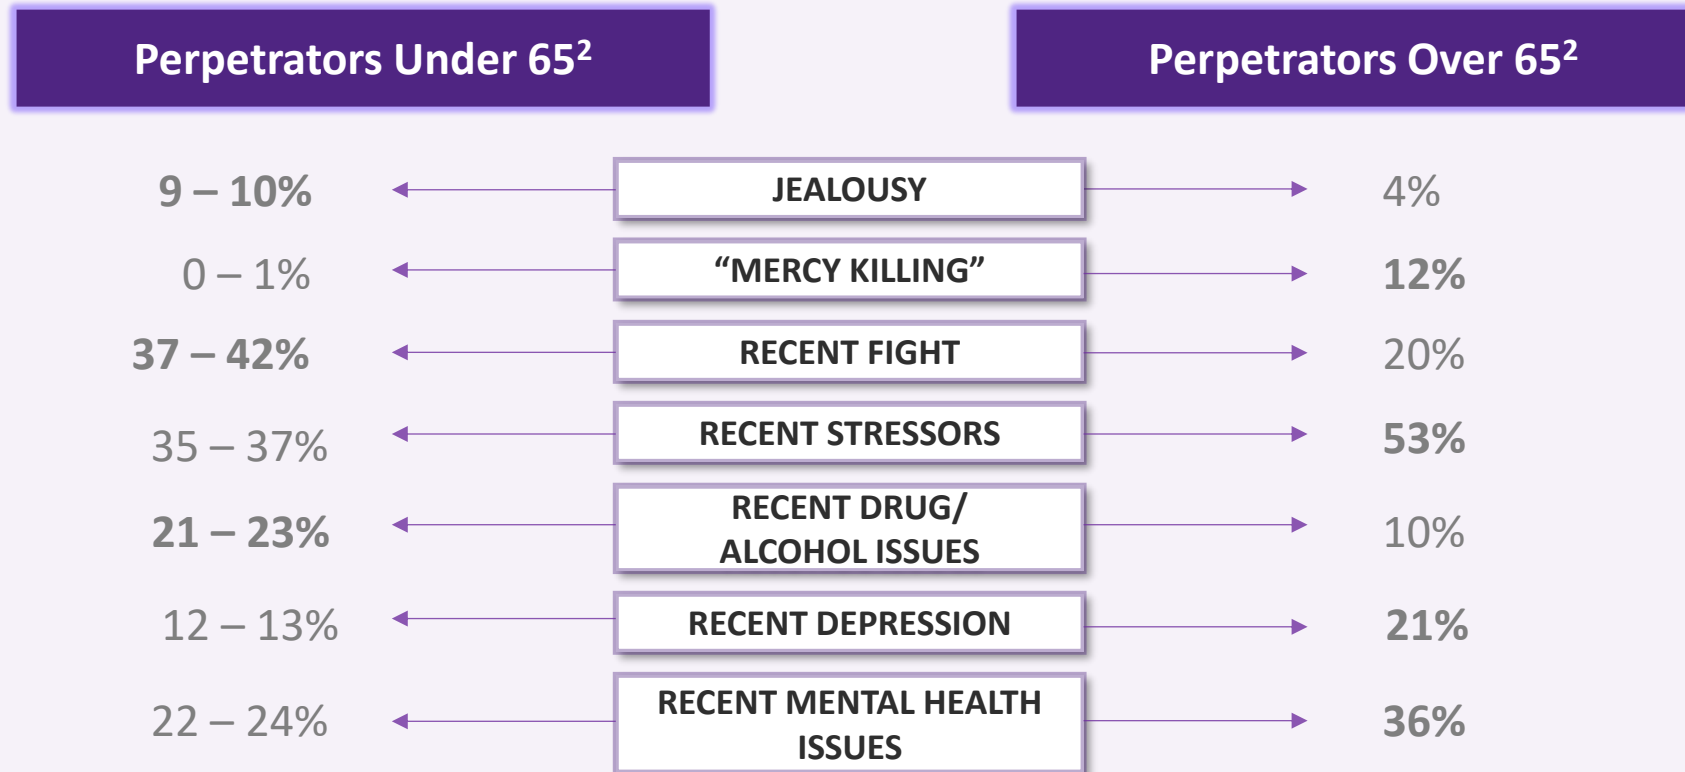 Perpetrators Under 65²
Perpetrators Over 65²
9 – 10%
JEALOUSY
4%
0 – 1%
“MERCY KILLING”
12%
37 – 42%
RECENT FIGHT
20%
35 – 37%
RECENT STRESSORS
53%
21 – 23%
RECENT DRUG/
ALCOHOL ISSUES
10%
12 – 13%
RECENT DEPRESSION
21%
22 – 24%
RECENT MENTAL HEALTH
ISSUES
36%